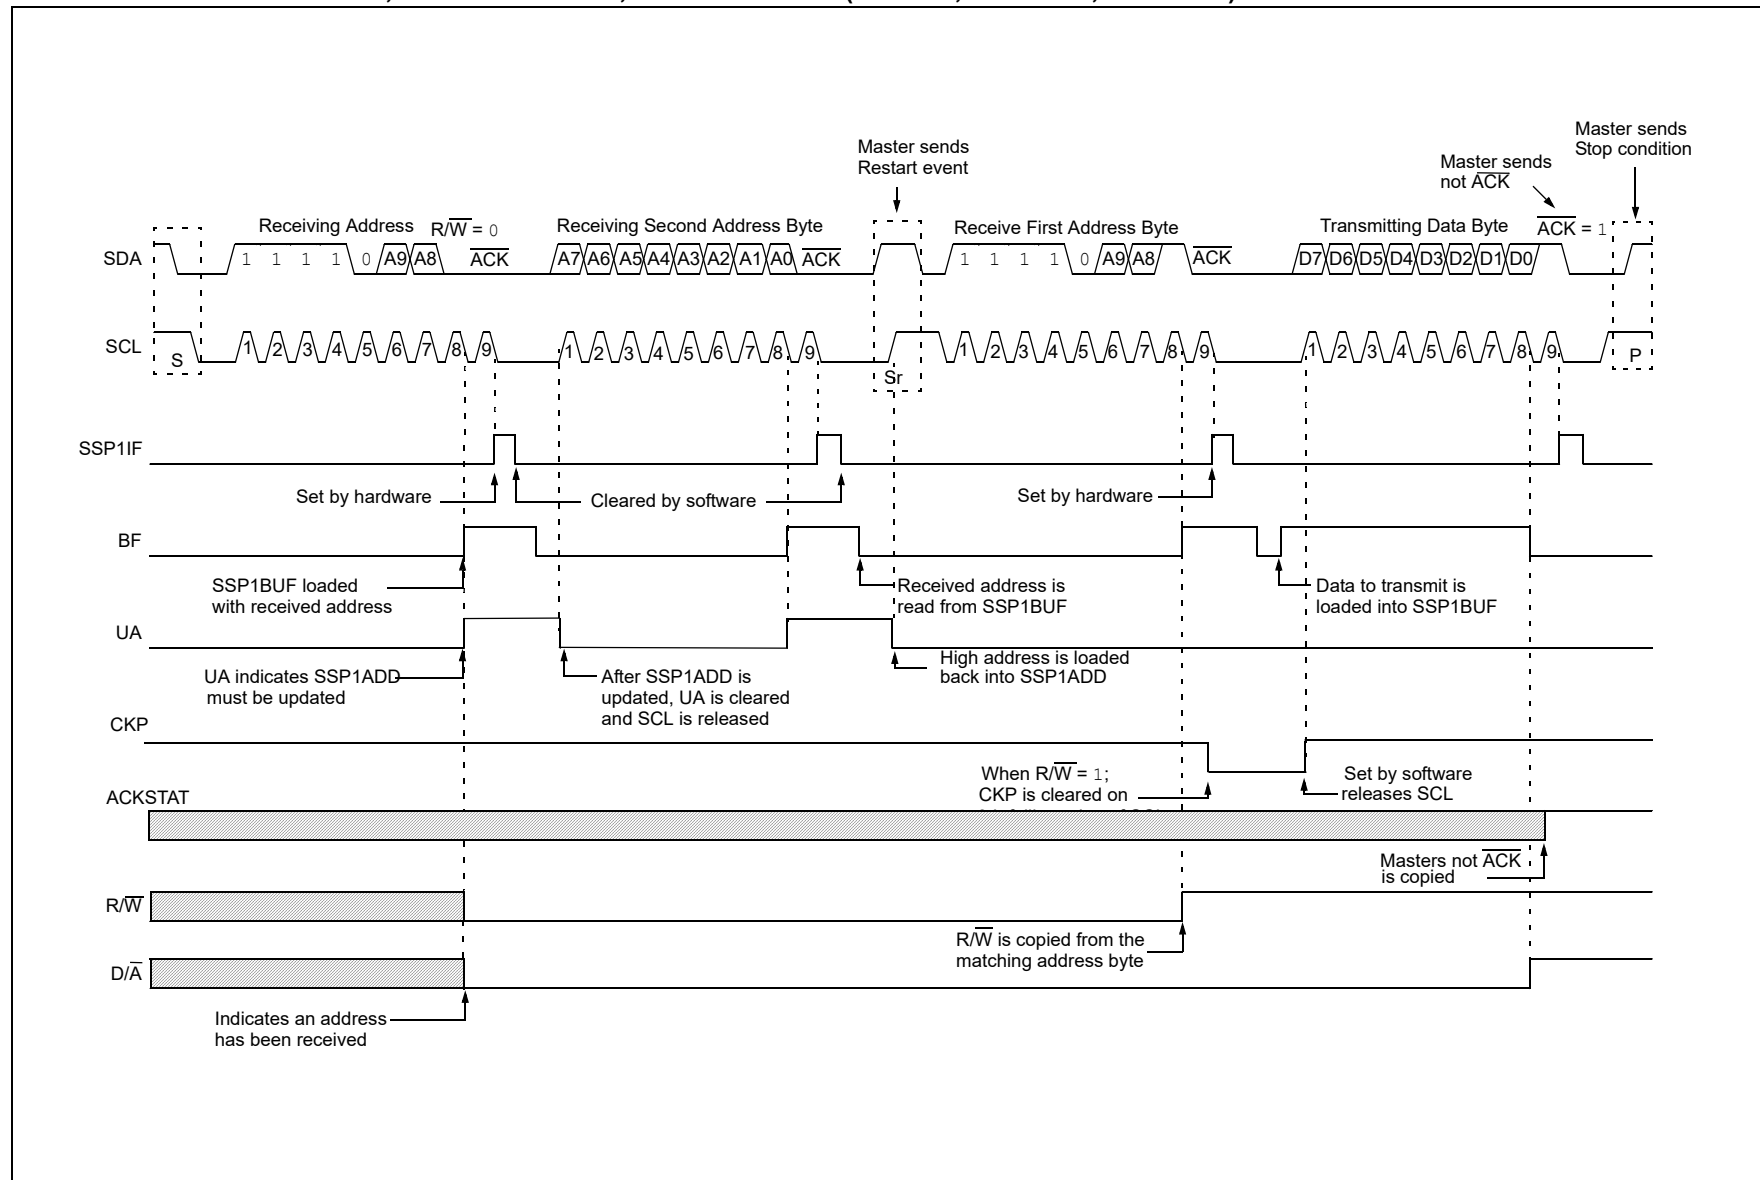 Master sends
Restart event
Master sends
not ACK
Master sends
Stop condition
Receiving Address R/W = 0
Receiving Second Address Byte
Receive First Address Byte
Transmitting Data Byte
ACK = 1
SDA
1 1 1 1 0 A9 A8 ACK
A7 A6 A5 A4 A3 A2 A1 A0 ACK
1 1 1 1 0 A9 A8 ACK
D7 D6 D5 D4 D3 D2 D1 D0
SCL
S
1 2 3 4 5 6 7 8 9
1 2 3 4 5 6 7 8 9
Sr
1 2 3 4 5 6 7 8 9
1 2 3 4 5 6 7 8 9
P
SSP1IF
Set by hardware
Cleared by software
Set by hardware
BF
SSP1BUF loaded
with received address
Received address is
read from SSP1BUF
Data to transmit is
loaded into SSP1BUF
UA
UA indicates SSP1ADD
must be updated
After SSP1ADD is
updated, UA is cleared
and SCL is released
High address is loaded
back into SSP1ADD
CKP
When R/W = 1;
CKP is cleared on
Set by software
releases SCL
ACKSTAT
Masters not ACK
is copied
R/W
R/W is copied from the
matching address byte
D/A
Indicates an address
has been received